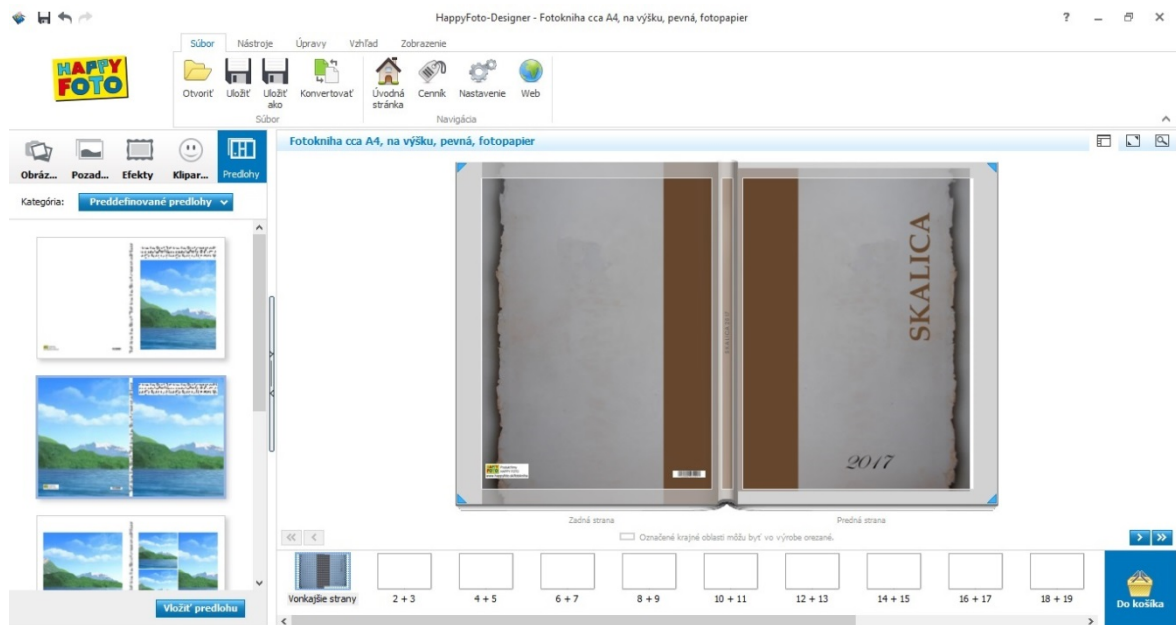 HappyFoto-Designer - Fotokniha cca A4, na výšku, pevná, fotopapier
?
Súbor Nástroje Úpravy Vzhľad Zobrazenie
HAPPY
FOTO
Otvoriť Uložiť Uložiť ako Konvertovať Úvodná stránka Cenník Nastavenie Web
Súbor Navigácia
Obráz... Pozad... Efekty Klipar... Predlohy
Fotokniha cca A4, na výšku, pevná, fotopapier
Kategória: Preddefinované predlohy
SKALICA
2017
HAPPY
FOTO
Zadná strana Predná strana
Označené krajné oblasti môžu byť vo výrobe orezané.
Vložiť predlohu
Vonkajšie strany 2 + 3 4 + 5 6 + 7 8 + 9 10 + 11 12 + 13 14 + 15 16 + 17 18 + 19
Do košíka